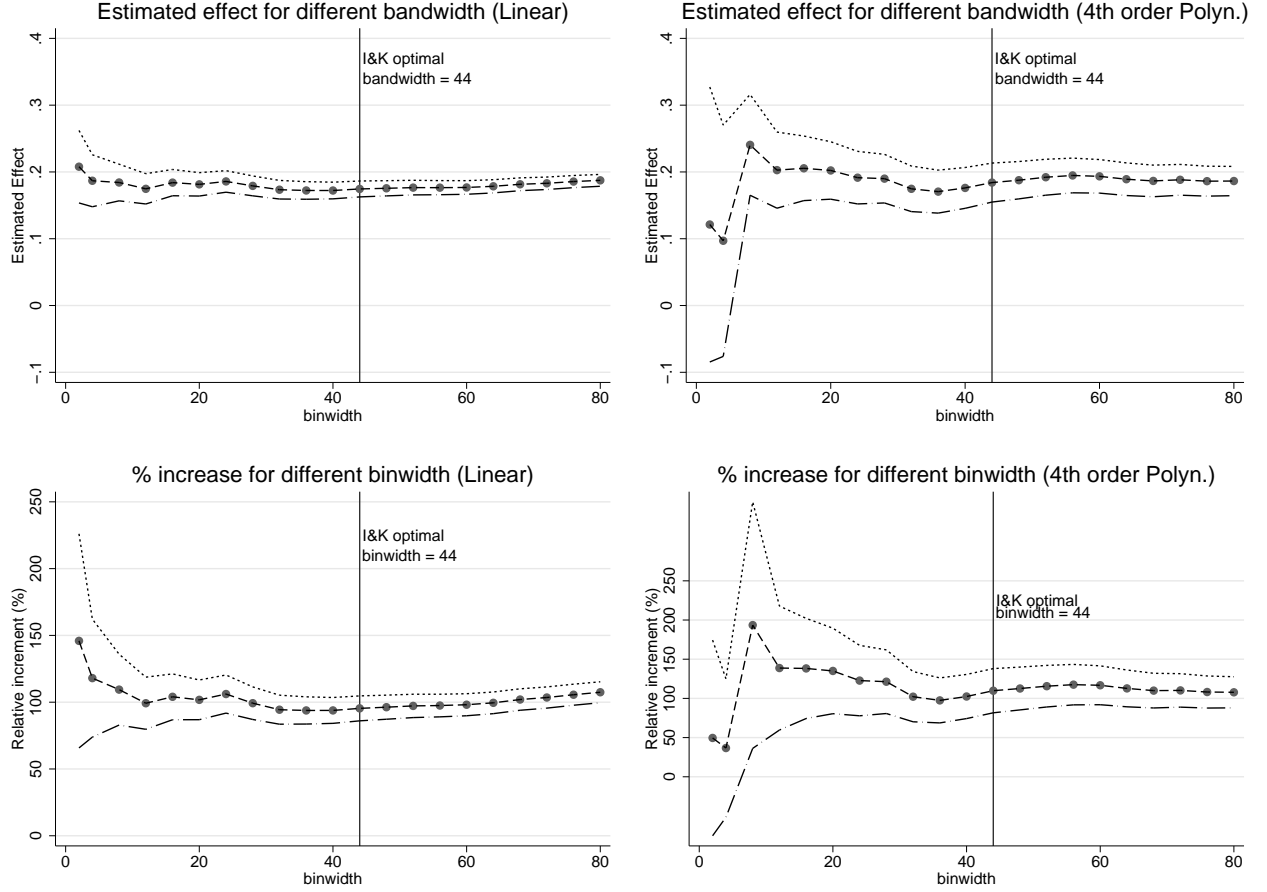 Estimated effect for different bandwidth (Linear)
.4
.3
.2
.1
0
−.1
Estimated Effect
I&K optimal
bandwidth = 44
0 20 40 60 80
binwidth
Estimated effect for different bandwidth (4th order Polyn.)
.4
.3
.2
.1
0
−.1
Estimated Effect
I&K optimal
bandwidth = 44
0 20 40 60 80
binwidth
% increase for different binwidth (Linear)
250
200
150
100
50
0
Relative increment (%)
I&K optimal
binwidth = 44
0 20 40 60 80
binwidth
% increase for different binwidth (4th order Polyn.)
250
200
150
100
50
0
Relative increment (%)
I&K optimal
binwidth = 44
0 20 40 60 80
binwidth